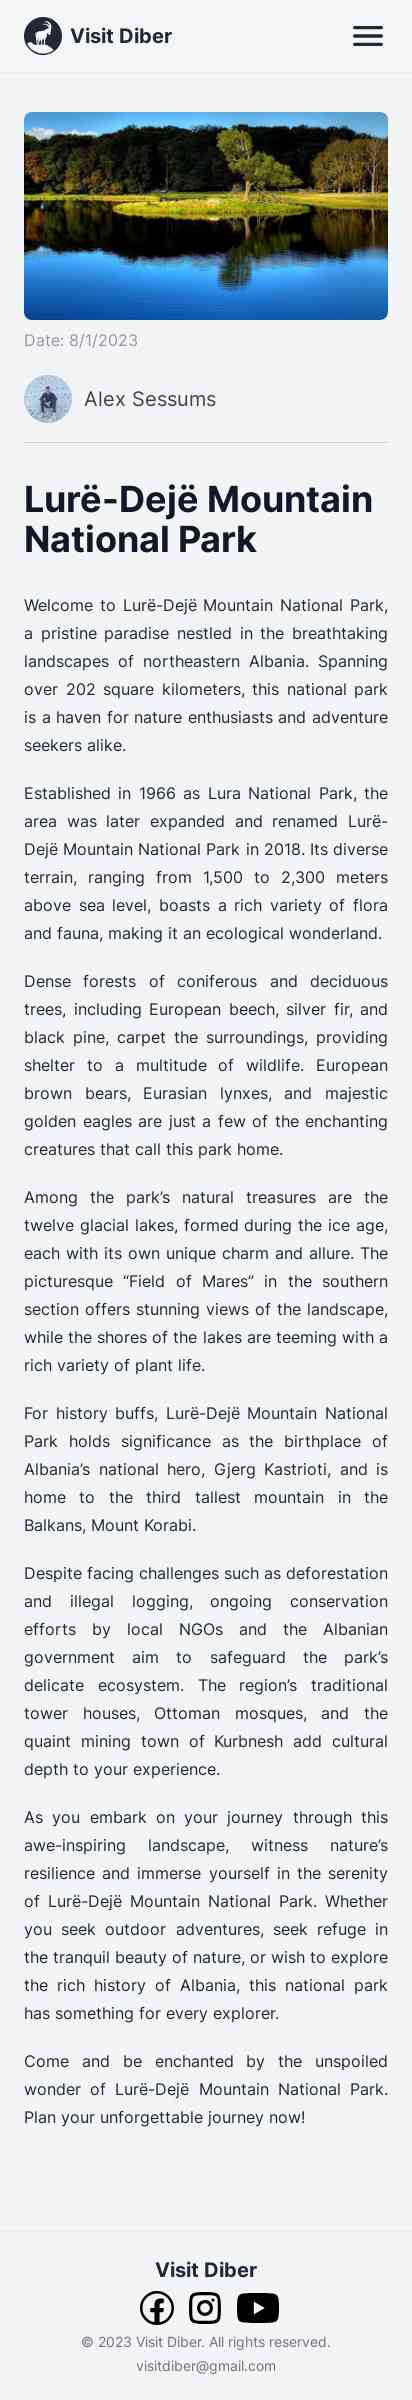 Visit Diber
Date: 8/1/2023
Alex Sessums
Lurë-Dejë Mountain
National Park
Welcome to Lurë-Dejë Mountain National Park,
a pristine paradise nestled in the breathtaking
landscapes of northeastern Albania. Spanning
over 202 square kilometers, this national park
is a haven for nature enthusiasts and adventure
seekers alike.
Established in 1966 as Lura National Park, the
area was later expanded and renamed Lurë-
Dejë Mountain National Park in 2018. Its diverse
terrain, ranging from 1,500 to 2,300 meters
above sea level, boasts a rich variety of flora
and fauna, making it an ecological wonderland.
Dense forests of coniferous and deciduous
trees, including European beech, silver fir, and
black pine, carpet the surroundings, providing
shelter to a multitude of wildlife. European
brown bears, Eurasian lynxes, and majestic
golden eagles are just a few of the enchanting
creatures that call this park home.
Among the park’s natural treasures are the
twelve glacial lakes, formed during the ice age,
each with its own unique charm and allure. The
picturesque “Field of Mares” in the southern
section offers stunning views of the landscape,
while the shores of the lakes are teeming with a
rich variety of plant life.
For history buffs, Lurë-Dejë Mountain National
Park holds significance as the birthplace of
Albania’s national hero, Gjerg Kastrioti, and is
home to the third tallest mountain in the
Balkans, Mount Korabi.
Despite facing challenges such as deforestation
and illegal logging, ongoing conservation
efforts by local NGOs and the Albanian
government aim to safeguard the park’s
delicate ecosystem. The region’s traditional
tower houses, Ottoman mosques, and the
quaint mining town of Kurbnesh add cultural
depth to your experience.
As you embark on your journey through this
awe-inspiring landscape, witness nature’s
resilience and immerse yourself in the serenity
of Lurë-Dejë Mountain National Park. Whether
you seek outdoor adventures, seek refuge in
the tranquil beauty of nature, or wish to explore
the rich history of Albania, this national park
has something for every explorer.
Come and be enchanted by the unspoiled
wonder of Lurë-Dejë Mountain National Park.
Plan your unforgettable journey now!
Visit Diber
© 2023 Visit Diber. All rights reserved.
visitdiber@gmail.com